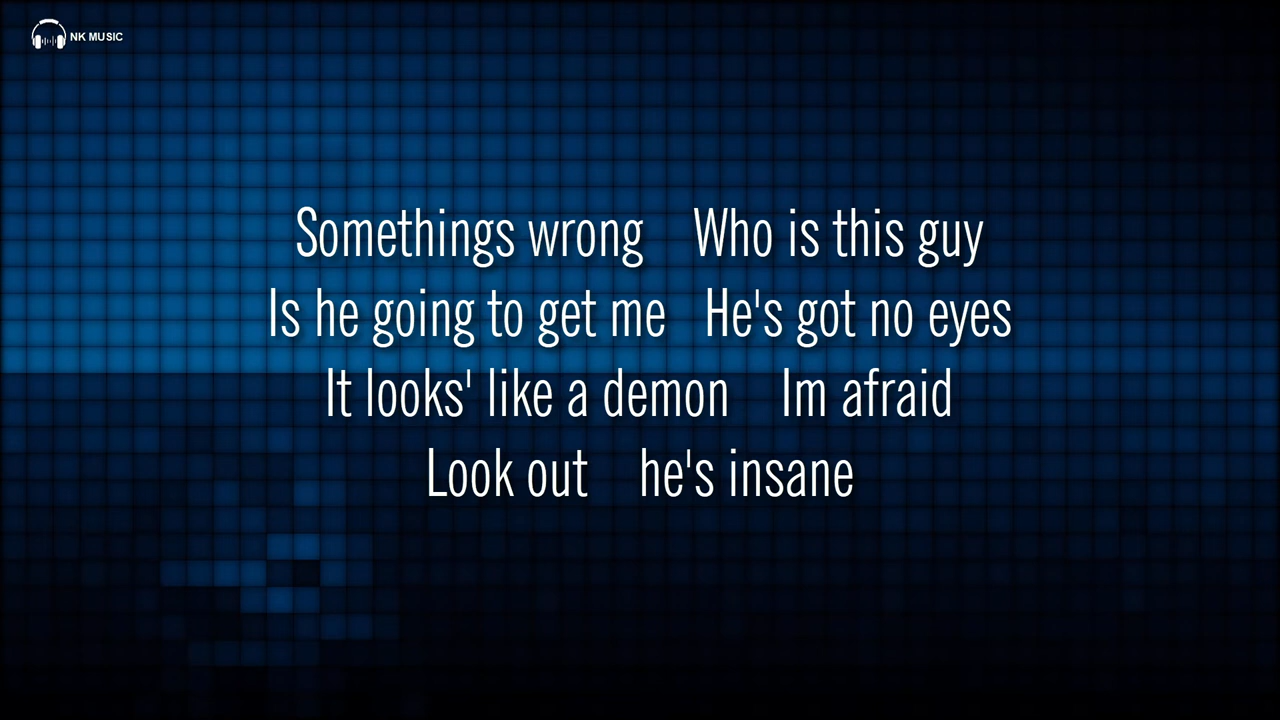 NK MUSIC
Somethings wrong Who is this guy
Is he going to get me He's got no eyes
It looks' like a demon Im afraid
Look out he's insane